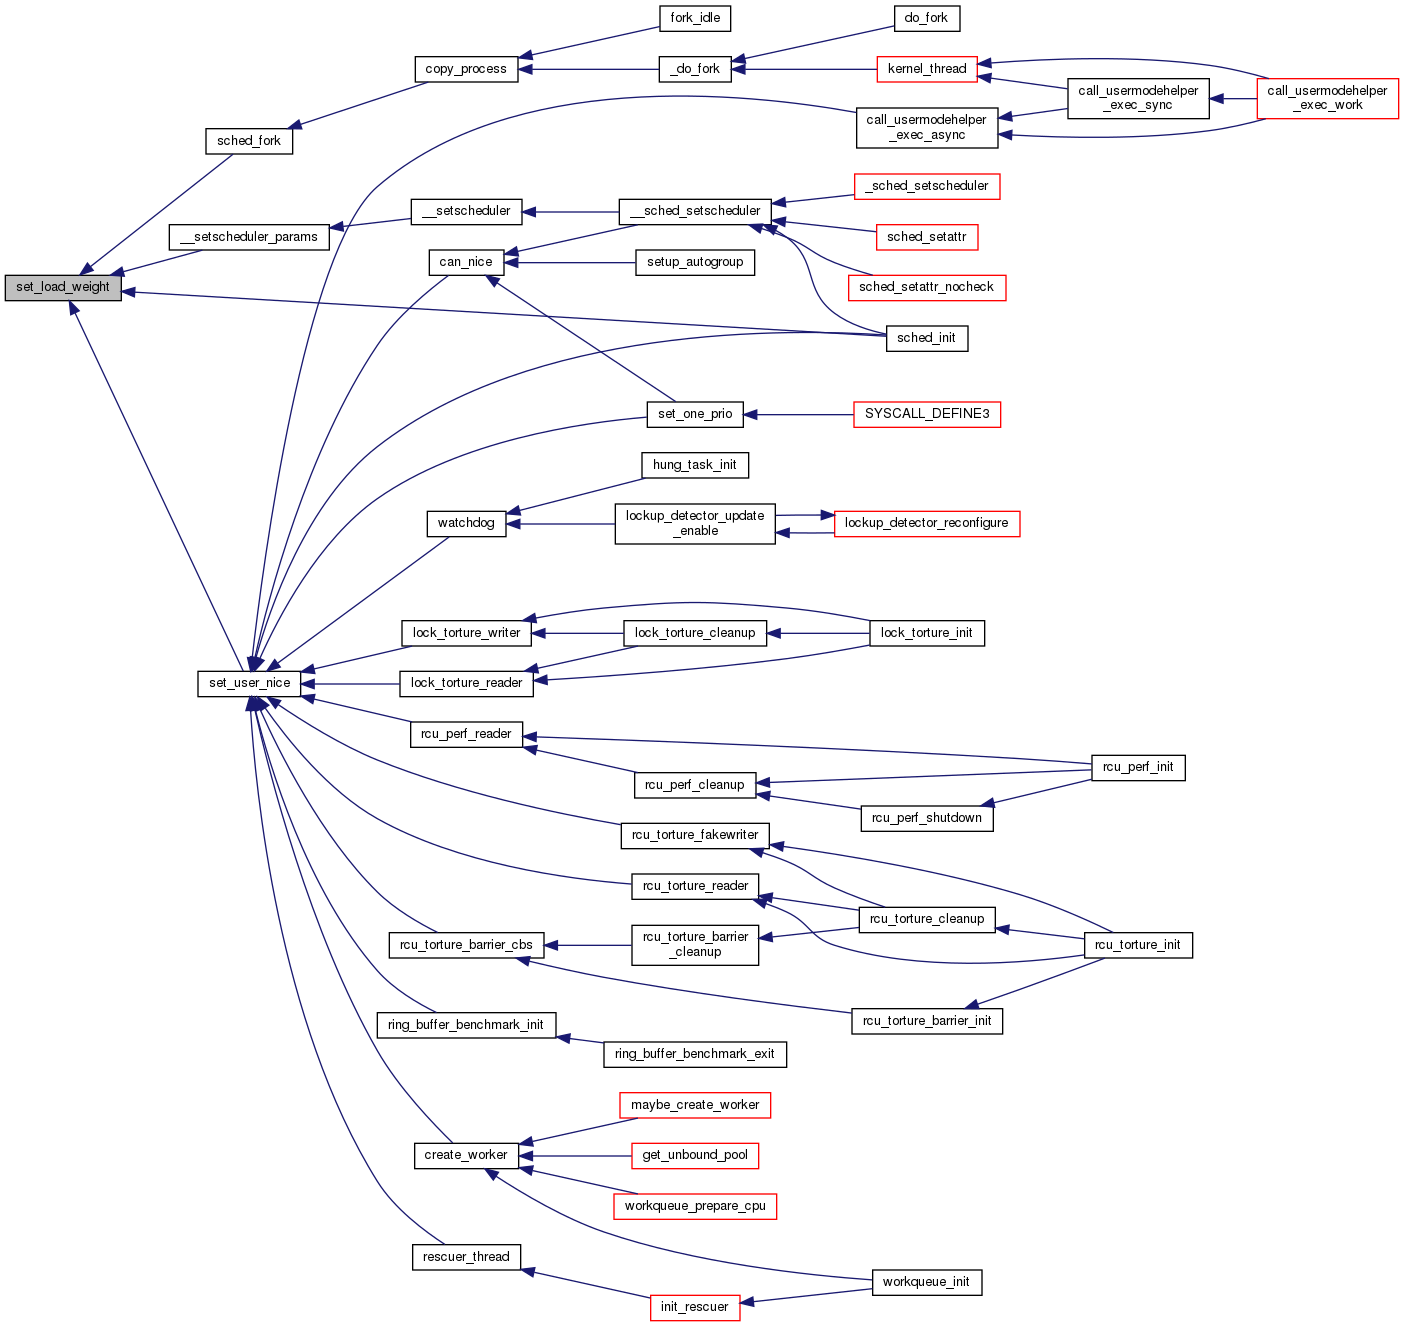 fork_idle
do_fork
copy_process
_do_fork
kernel_thread
call_usermodehelper
_exec_sync
call_usermodehelper
_exec_work
call_usermodehelper
_exec_async
sched_fork
_sched_setscheduler
__setscheduler
__sched_setscheduler
__setscheduler_params
sched_setattr
can_nice
setup_autogroup
set_load_weight
sched_setattr_nocheck
sched_init
set_one_prio
SYSCALL_DEFINE3
hung_task_init
watchdog
lockup_detector_update
_enable
lockup_detector_reconfigure
lock_torture_writer
lock_torture_cleanup
lock_torture_init
set_user_nice
lock_torture_reader
rcu_perf_reader
rcu_perf_init
rcu_perf_cleanup
rcu_perf_shutdown
rcu_torture_fakewriter
rcu_torture_reader
rcu_torture_cleanup
rcu_torture_barrier_cbs
rcu_torture_barrier
_cleanup
rcu_torture_init
ring_buffer_benchmark_init
rcu_torture_barrier_init
ring_buffer_benchmark_exit
maybe_create_worker
create_worker
get_unbound_pool
workqueue_prepare_cpu
rescuer_thread
workqueue_init
init_rescuer